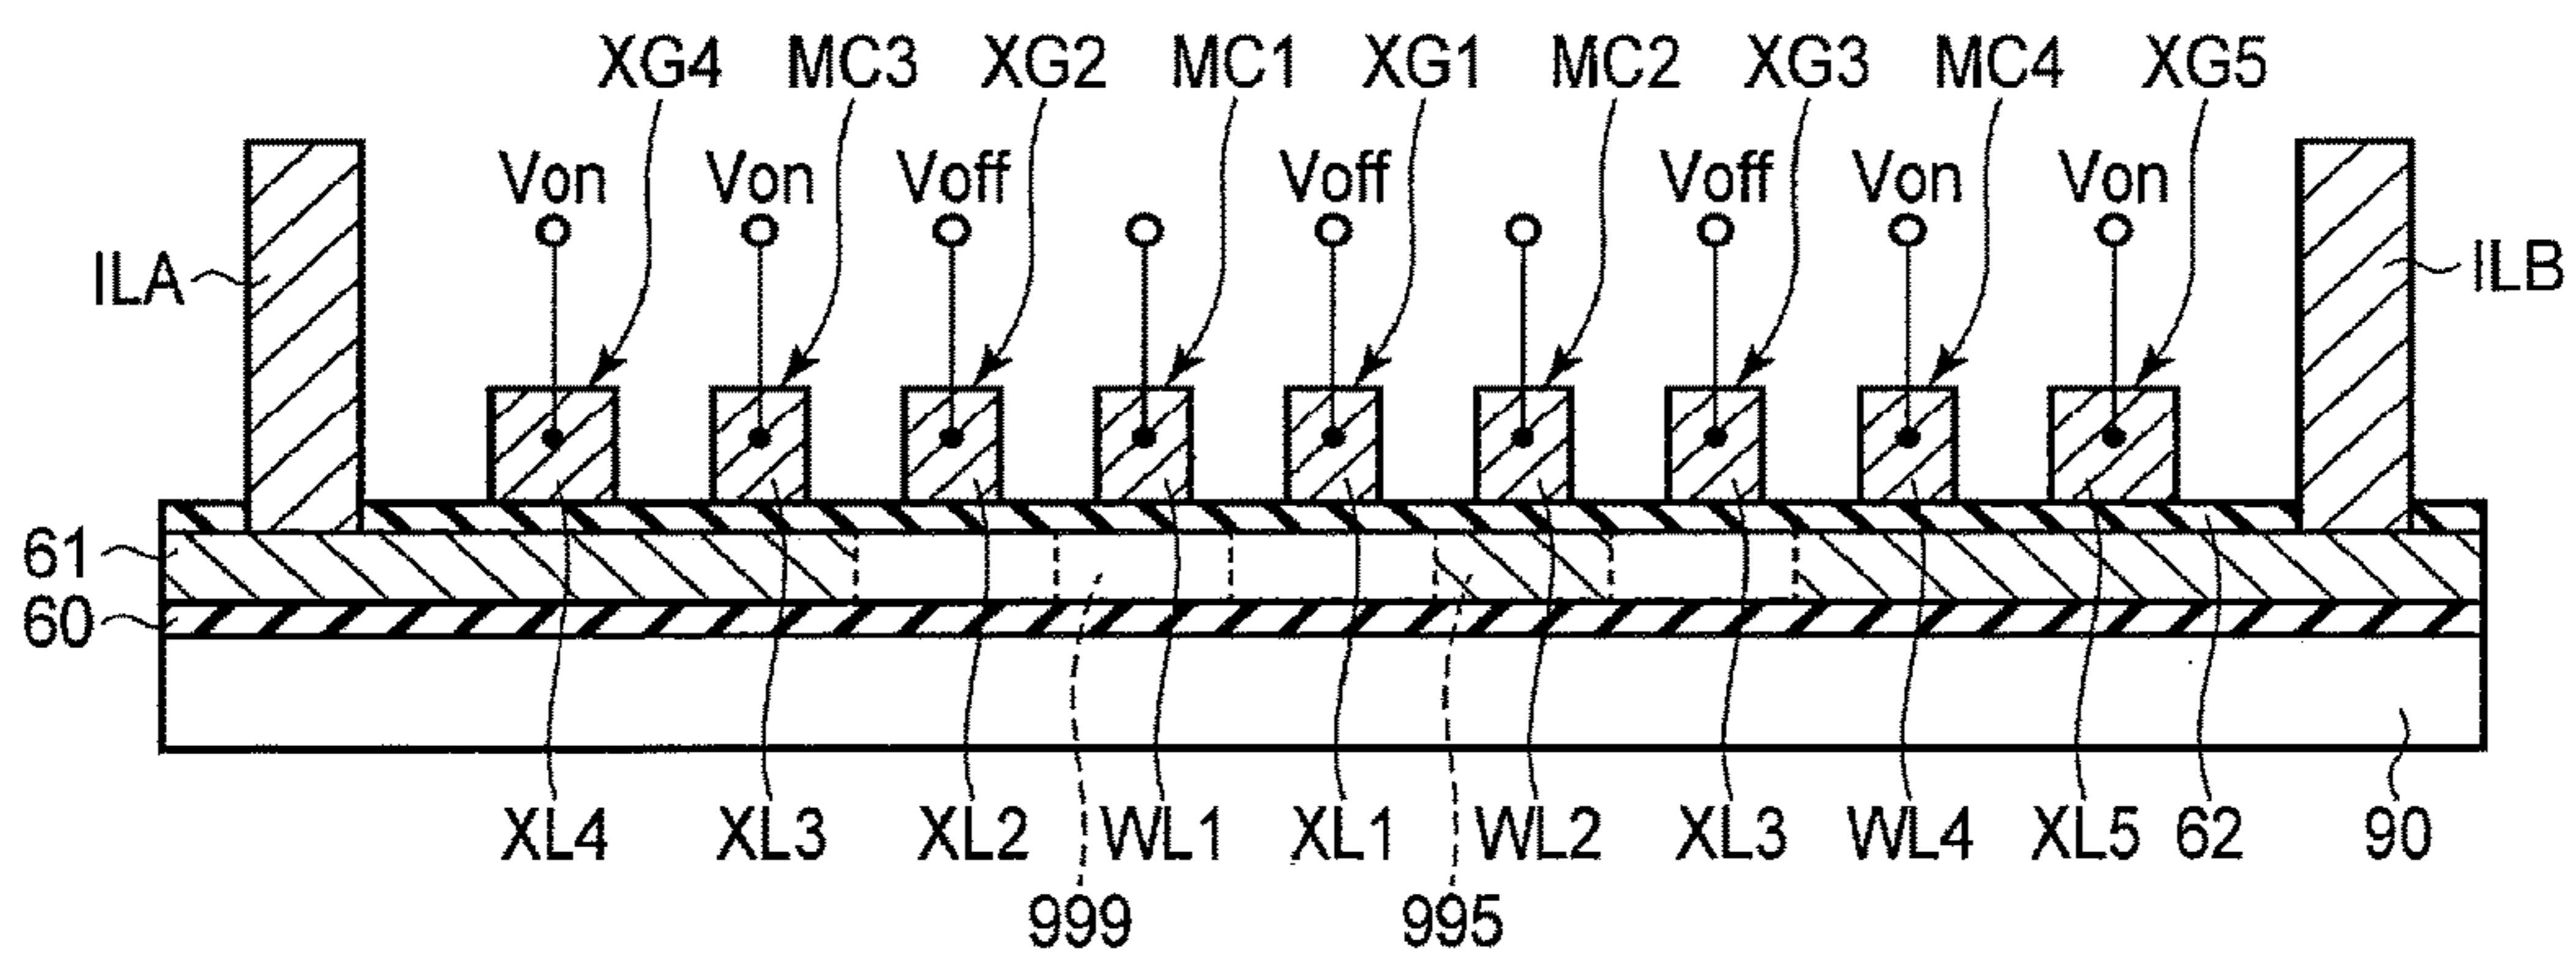 XG4 MC3 XG2 MC1 XG1 MC2 XG3 MC4 XG5
Von Von Voff Voff Voff Von Von
ILA ILB
61
60
XL4 XL3 XL2 WL1 XL1 WL2 XL3 WL4 XL5 62 90
999 995